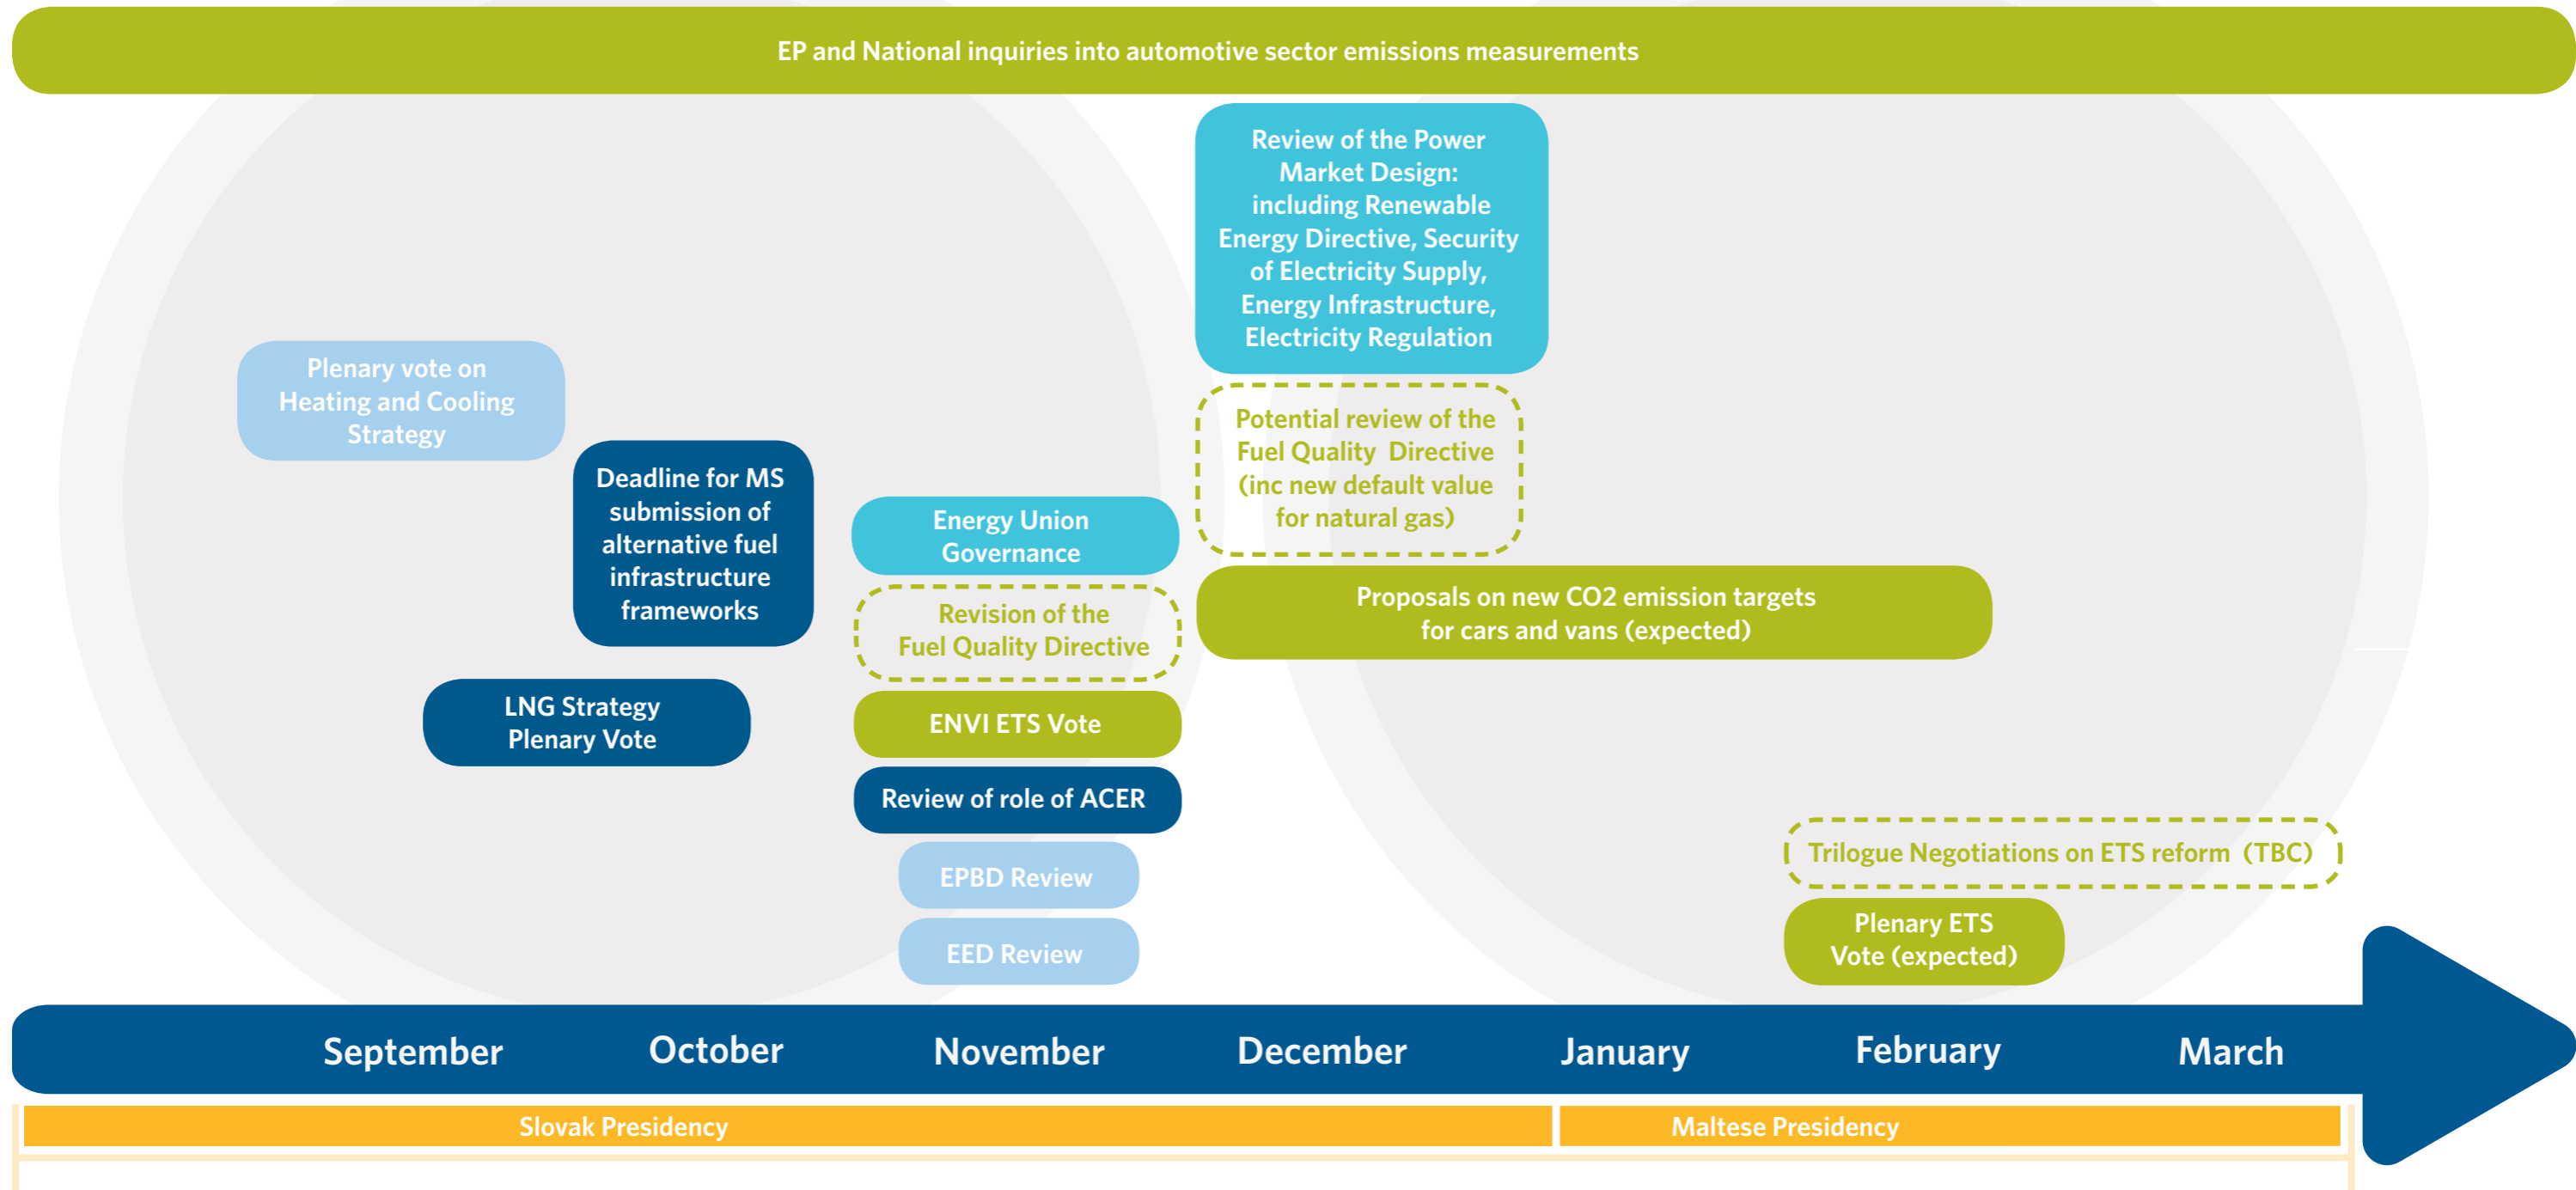 EP and National inquiries into automotive sector emissions measurements
Review of the Power
Market Design:
including Renewable
Energy Directive, Security
of Electricity Supply,
Energy Infrastructure,
Electricity Regulation
Plenary vote on
Heating and Cooling
Strategy
Potential review of the
Fuel Quality Directive
(inc new default value
for natural gas)
Deadline for MS
submission of
alternative fuel
infrastructure
frameworks
Energy Union
Governance
Revision of the
Fuel Quality Directive
Proposals on new CO2 emission targets
for cars and vans (expected)
LNG Strategy
Plenary Vote
ENVI ETS Vote
Review of role of ACER
Trilogue Negotiations on ETS reform (TBC)
EPBD Review
Plenary ETS
Vote (expected)
EED Review
September
October
November
December
January
February
March
Slovak Presidency
Maltese Presidency